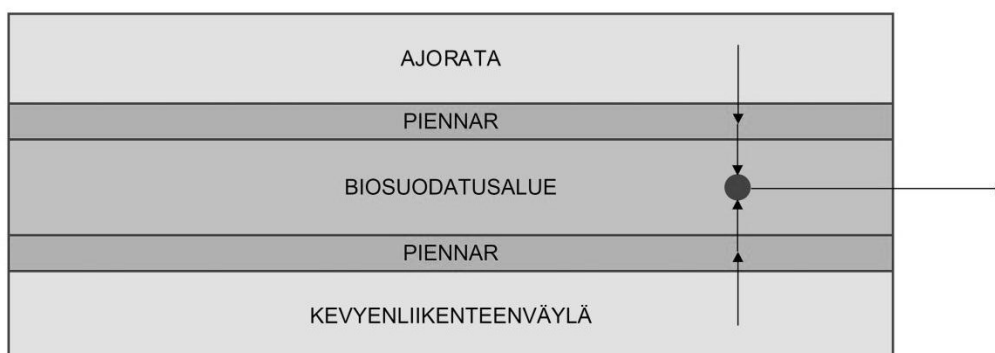 AJORATA
PIENNAR
BIOSUODATUSALUE
PIENNAR
KEVYENLIIKENTEENVÄYLÄ